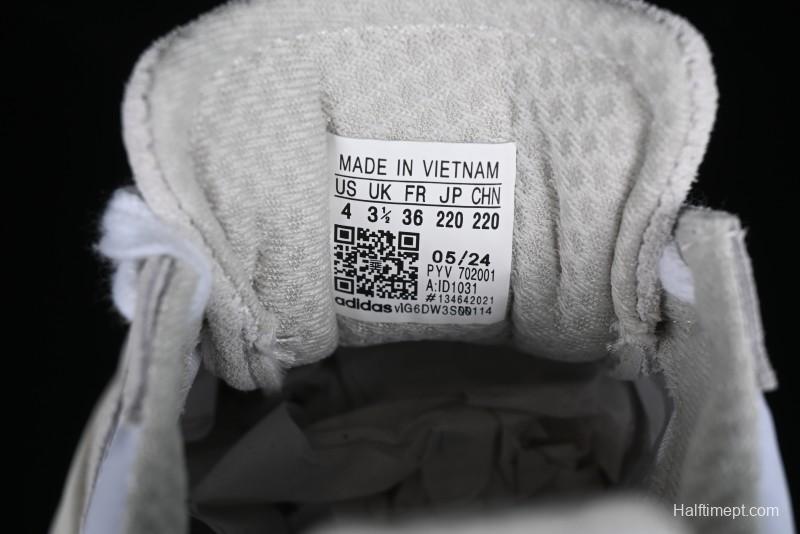 MADE IN VIETNAM
US UK FR JP CHN
4 3½ 36 220 220
05/24
PYV 702001
A:ID1031
#134642021
adidas
Halftimept.com